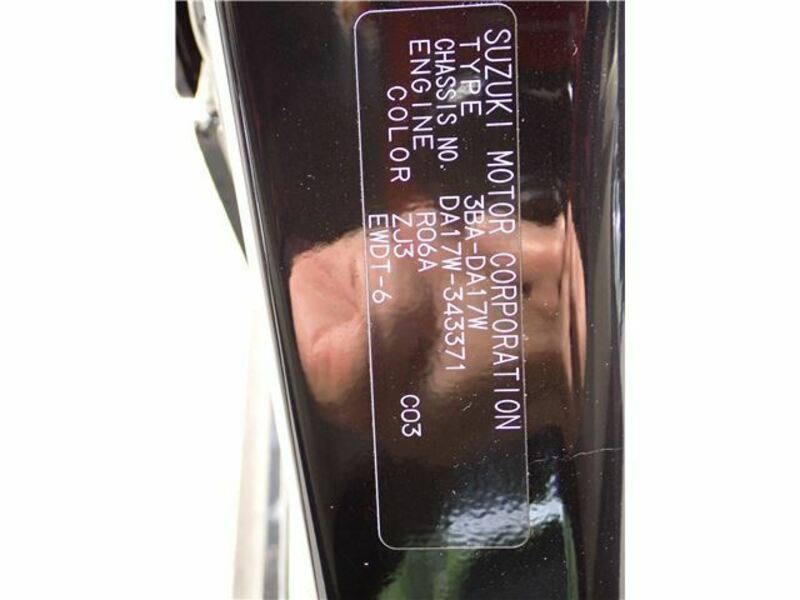 SUZUKI MOTOR CORPORATION
TYPE 3BA-DA17W
CHASSIS NO. DA17W-343371
ENGINE R06A
COLOR ZJ3 C03
EWDT-6